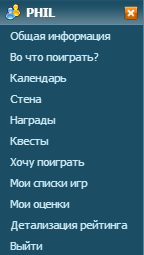 PHIL
Общая информация
Во что поиграть?
Календарь
Стена
Награды
Квесты
Хочу поиграть
Мои списки игр
Мои оценки
Детализация рейтинга
Выйти